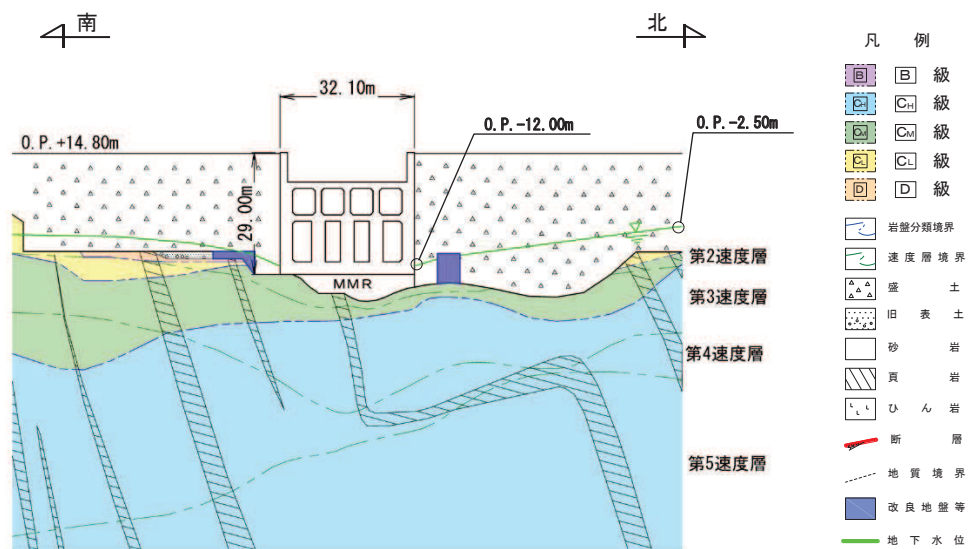 南
北
凡 例
32.10m
O.P.-12.00m
O.P.-2.50m
O.P.+14.80m
29.00m
MMR
第2速度層
第3速度層
第4速度層
第5速度層
B B 級
CH CH 級
CM CM 級
CL CL 級
D D 級
岩盤分類境界
速度層境界
盛 土
旧 表 土
砂 岩
頁 岩
ひ ん 岩
断 層
地 質 境 界
改 良 地 盤 等
地 下 水 位